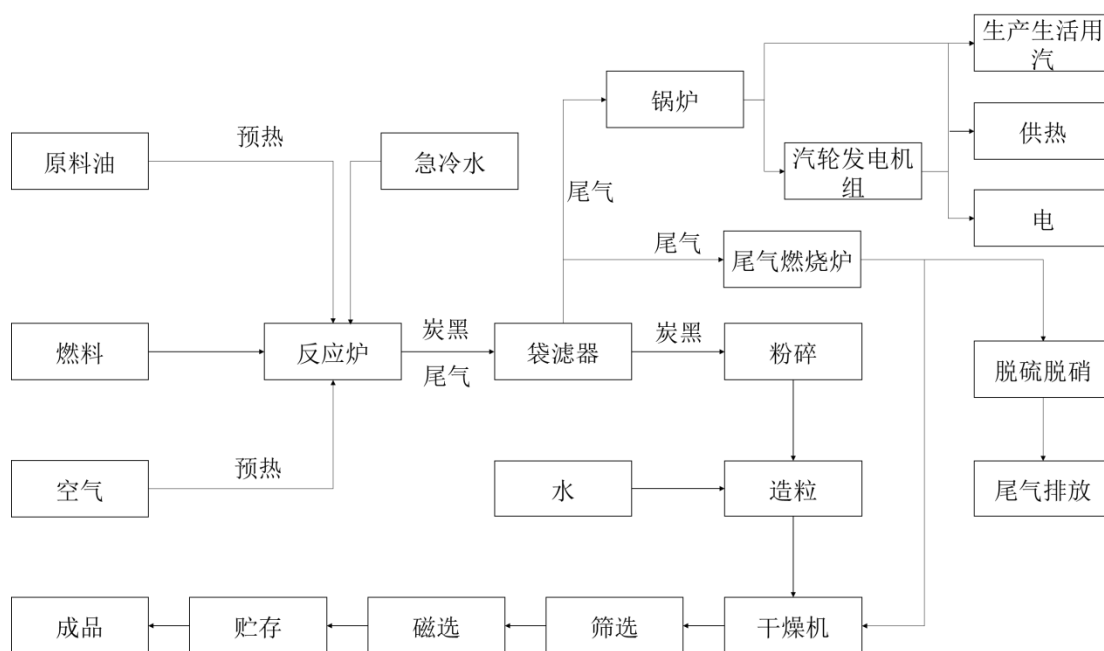 生产生活用
汽
锅炉
预热
供热
原料油
急冷水
汽轮发电机
组
尾气
电
尾气
尾气燃烧炉
炭黑
炭黑
燃料
反应炉
袋滤器
粉碎
尾气
脱硫脱硝
预热
空气
水
造粒
尾气排放
成品
贮存
磁选
筛选
干燥机